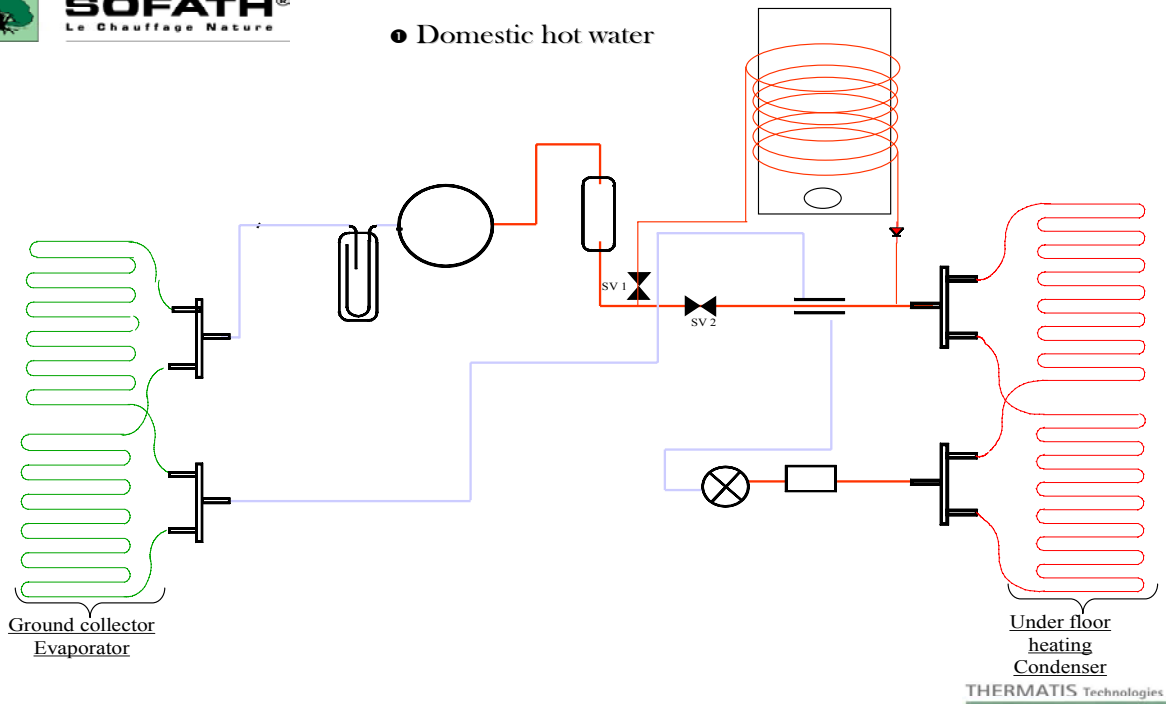 SOFATH®
Le Chauffage Nature
❶ Domestic hot water
SV 1
SV 2
Ground collector
Evaporator
Under floor
heating
Condenser
THERMATIS Technologies